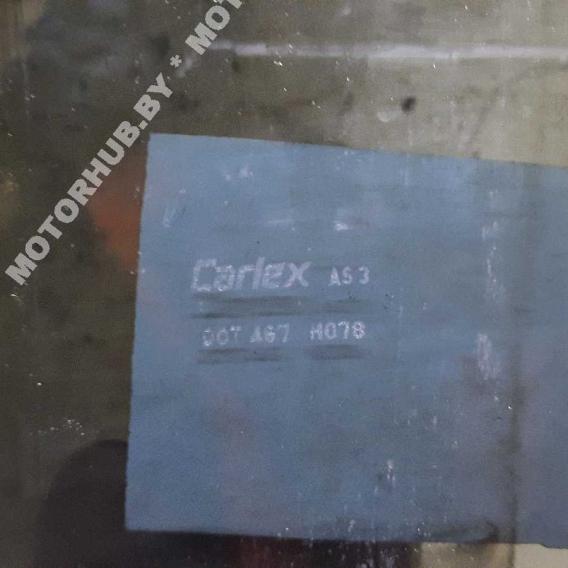 MOTORHUB.BY * MOT
Carlex AS3
DOT A67 M078